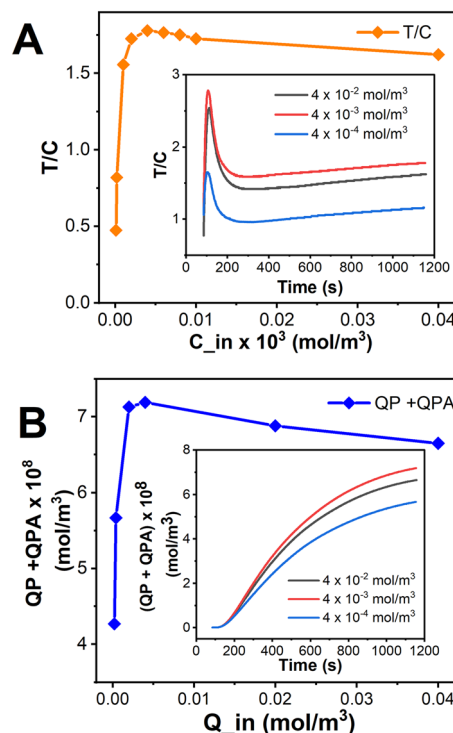 A
T/C
T/C
1.5
1.0
0.5
0.0
0.00
0.01
0.02
0.03
0.04
C_in x 10³ (mol/m³)
T/C
3
2
1
0
200
400
600
800
1000
1200
Time (s)
4 x 10⁻² mol/m³
4 x 10⁻³ mol/m³
4 x 10⁻⁴ mol/m³
B
QP +QPA
QP +QPA x 10⁸
(mol/m³)
7
6
5
4
0.00
0.01
0.02
0.03
0.04
Q_in (mol/m³)
(QP + QPA) x 10⁸
(mol/m³)
8
6
4
2
0
0
200
400
600
800
1000
1200
Time (s)
4 x 10⁻² mol/m³
4 x 10⁻³ mol/m³
4 x 10⁻⁴ mol/m³